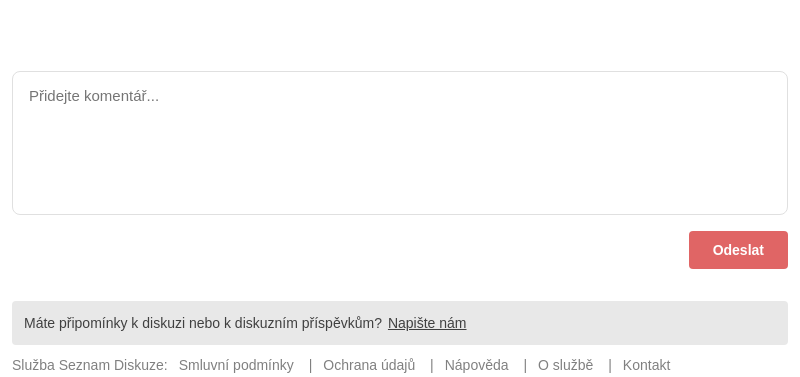 Přidejte komentář...
Odeslat
Máte připomínky k diskuzi nebo k diskuzním příspěvkům? Napište nám
Služba Seznam Diskuze: Smluvní podmínky | Ochrana údajů | Nápověda | O službě | Kontakt